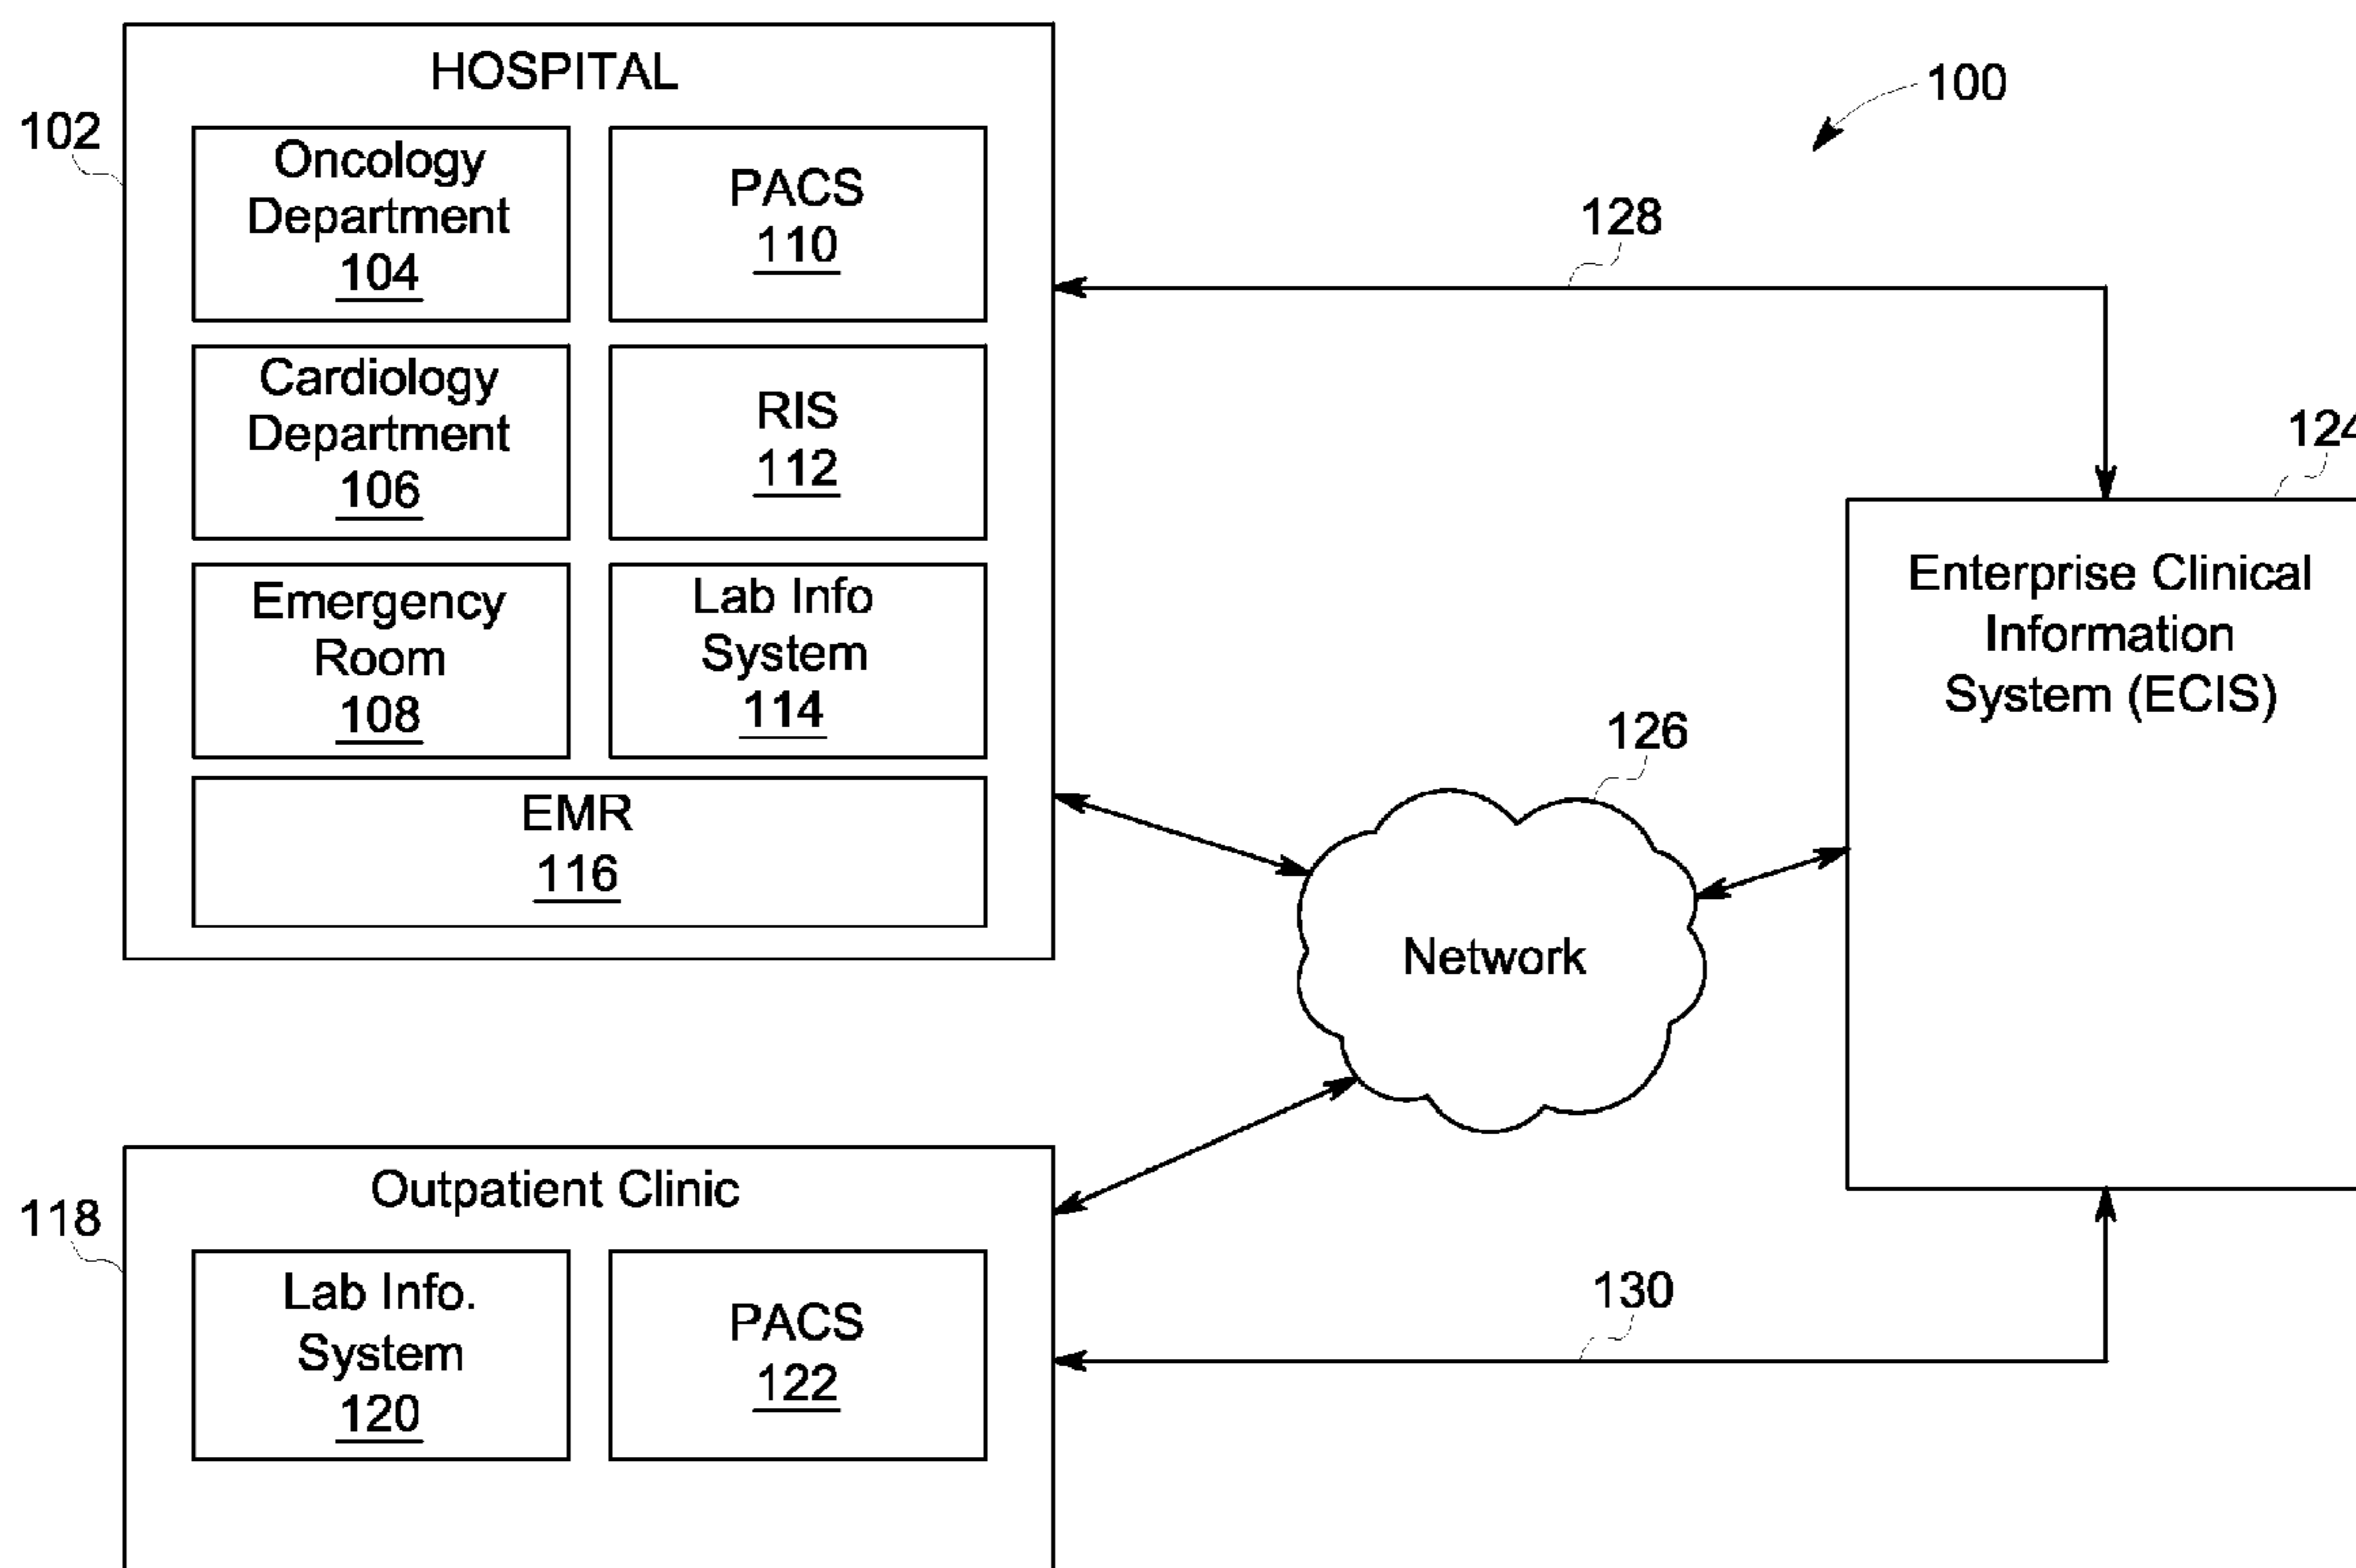 HOSPITAL
100
102
Oncology
Department
104
PACS
110
128
Cardiology
Department
106
RIS
112
124
Emergency
Room
108
Lab Info
System
114
Enterprise Clinical
Information
System (ECIS)
126
EMR
116
Network
118
Outpatient Clinic
Lab Info.
System
120
PACS
122
130